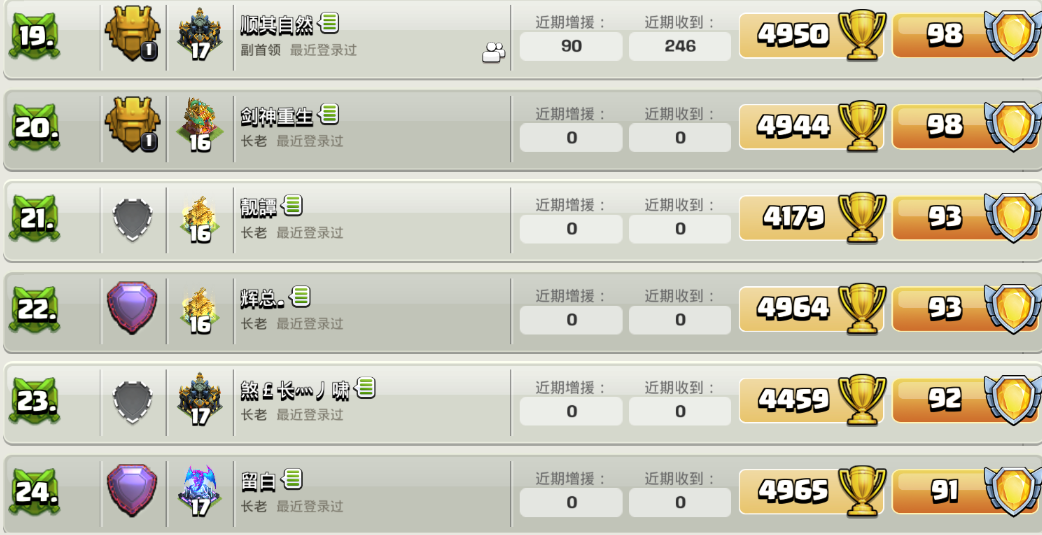 19. 1 17 顺其自然 近期增援： 近期收到： 4950 98
副首领 最近登录过 90 246
20. 1 16 剑神重生 近期增援： 近期收到： 4944 98
长老 最近登录过 0 0
21. 16 靓譚 近期增援： 近期收到： 4179 93
长老 最近登录过 0 0
22. 16 辉总。 近期增援： 近期收到： 4964 93
长老 最近登录过 0 0
23. 17 煞￡长灬丿啸 近期增援： 近期收到： 4459 92
长老 最近登录过 0 0
24. 17 留白 近期增援： 近期收到： 4965 91
长老 最近登录过 0 0